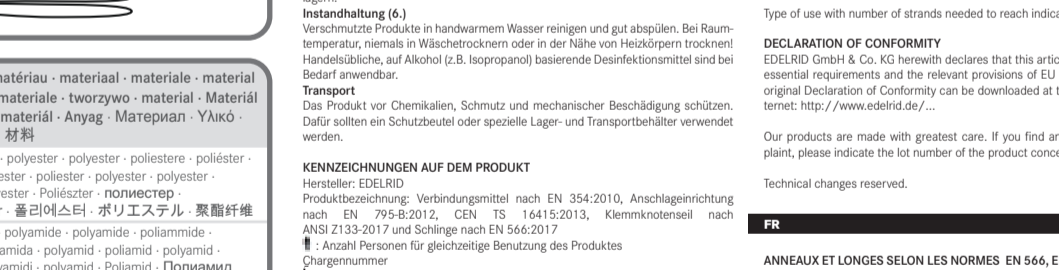 atériau · materiaal · materiale · material
materiale · tworzywo · material · Materiál
materiál · Anyag · Материал · Υλικό ·
材料
· polyester · polyester · poliestere · poliéster ·
ester · poliester · polyester · polyester ·
ester · Poliészter · полиестер ·
· 폴리에스터 · ポリエステル · 聚酯纤维
· polyamide · polyamide · poliammide ·
amida · polyamid · poliamid · polyamid ·
yamidi · polyamid · Poliamid · Полиамид
lagern.
Instandhaltung (6.)
Verschmutzte Produkte in handwarmem Wasser reinigen und gut abspülen. Bei Raum-
temperatur, niemals in Wäschetrocknern oder in der Nähe von Heizkörpern trocknen!
Handelsübliche, auf Alkohol (z.B. Isopropanol) basierende Desinfektionsmittel sind bei
Bedarf anwendbar.
Transport
Das Produkt vor Chemikalien, Schmutz und mechanischer Beschädigung schützen.
Dafür sollten ein Schutzbeutel oder spezielle Lager- und Transportbehälter verwendet
werden.
KENNZEICHNUNGEN AUF DEM PRODUKT
Hersteller: EDELRID
Produktbezeichnung: Verbindungsmittel nach EN 354:2010, Anschlageinrichtung
nach EN 795-B:2012, CEN TS 16415:2013, Klemmknotenseil nach
ANSI Z133-2017 und Schlinge nach EN 566:2017
: Anzahl Personen für gleichzeitige Benutzung des Produktes
Chargennummer
Type of use with number of strands needed to reach indica
DECLARATION OF CONFORMITY
EDELRID GmbH & Co. KG herewith declares that this artic
essential requirements and the relevant provisions of EU
original Declaration of Conformity can be downloaded at t
ternet: http://www.edelrid.de/...
Our products are made with greatest care. If you find an
plaint, please indicate the lot number of the product conce
Technical changes reserved.
FR
ANNEAUX ET LONGES SELON LES NORMES EN 566, E